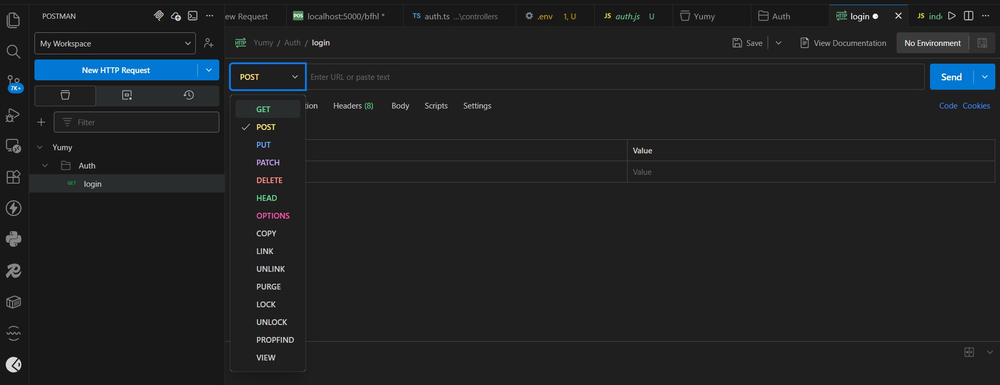 POSTMAN
My Workspace
New HTTP Request
7K+
Filter
Yumy
Auth
GET login
ew Request
POS localhost:5000/bfhl *
TS auth.ts ...\controllers
.env 1, U
JS auth.js U
Yumy
Auth
HTTP login
JS inde
HTTP Yumy / Auth / login
Save
View Documentation
No Environment
POST
Enter URL or paste text
Send
tion
Headers (8)
Body
Scripts
Settings
Code
Cookies
GET
POST
PUT
PATCH
DELETE
HEAD
OPTIONS
COPY
LINK
UNLINK
PURGE
LOCK
UNLOCK
PROPFIND
VIEW
Value
Value